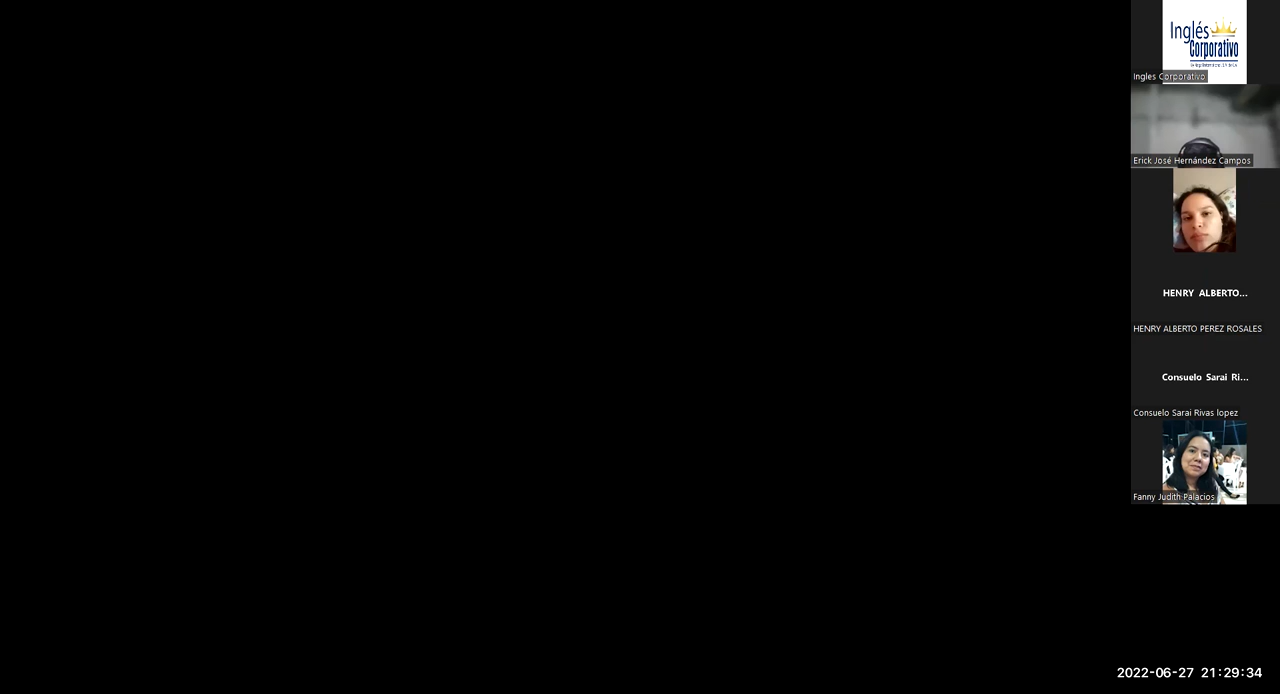 Inglés
Corporativo
Ingles Corporativo
Erick José Hernández Campos
HENRY ALBERTO...
HENRY ALBERTO PEREZ ROSALES
Consuelo Sarai Ri...
Consuelo Sarai Rivas lopez
Fanny Judith Palacios
2022-06-27 21:29:34